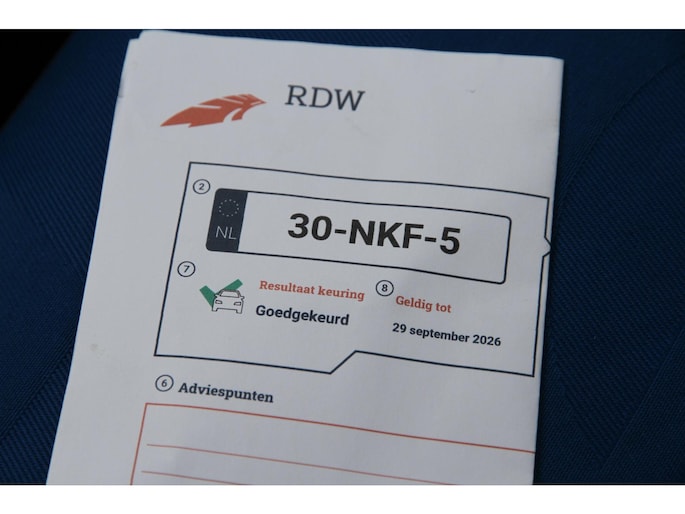 RDW
2
NL
30-NKF-5
7
Resultaat keuring
Goedgekeurd
8
Geldig tot
29 september 2026
6 Adviespunten